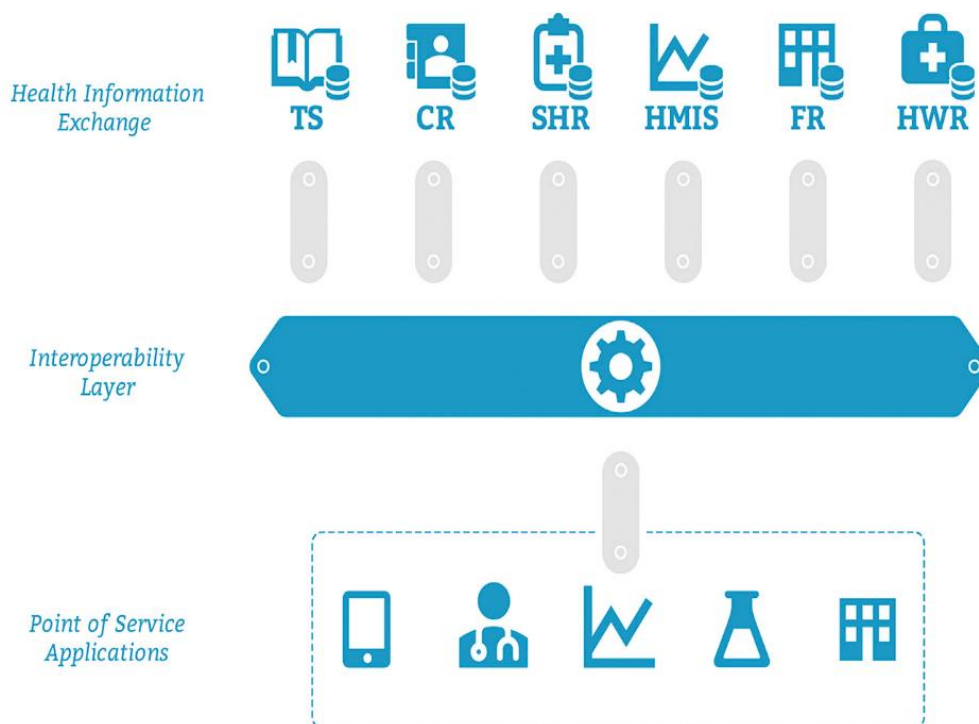 Health Information
Exchange
TS
CR
SHR
HMIS
FR
HWR
Interoperability
Layer
Point of Service
Applications